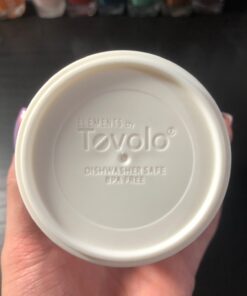 ELEMENTS by
Tovolo®
DISHWASHER SAFE
BPA FREE